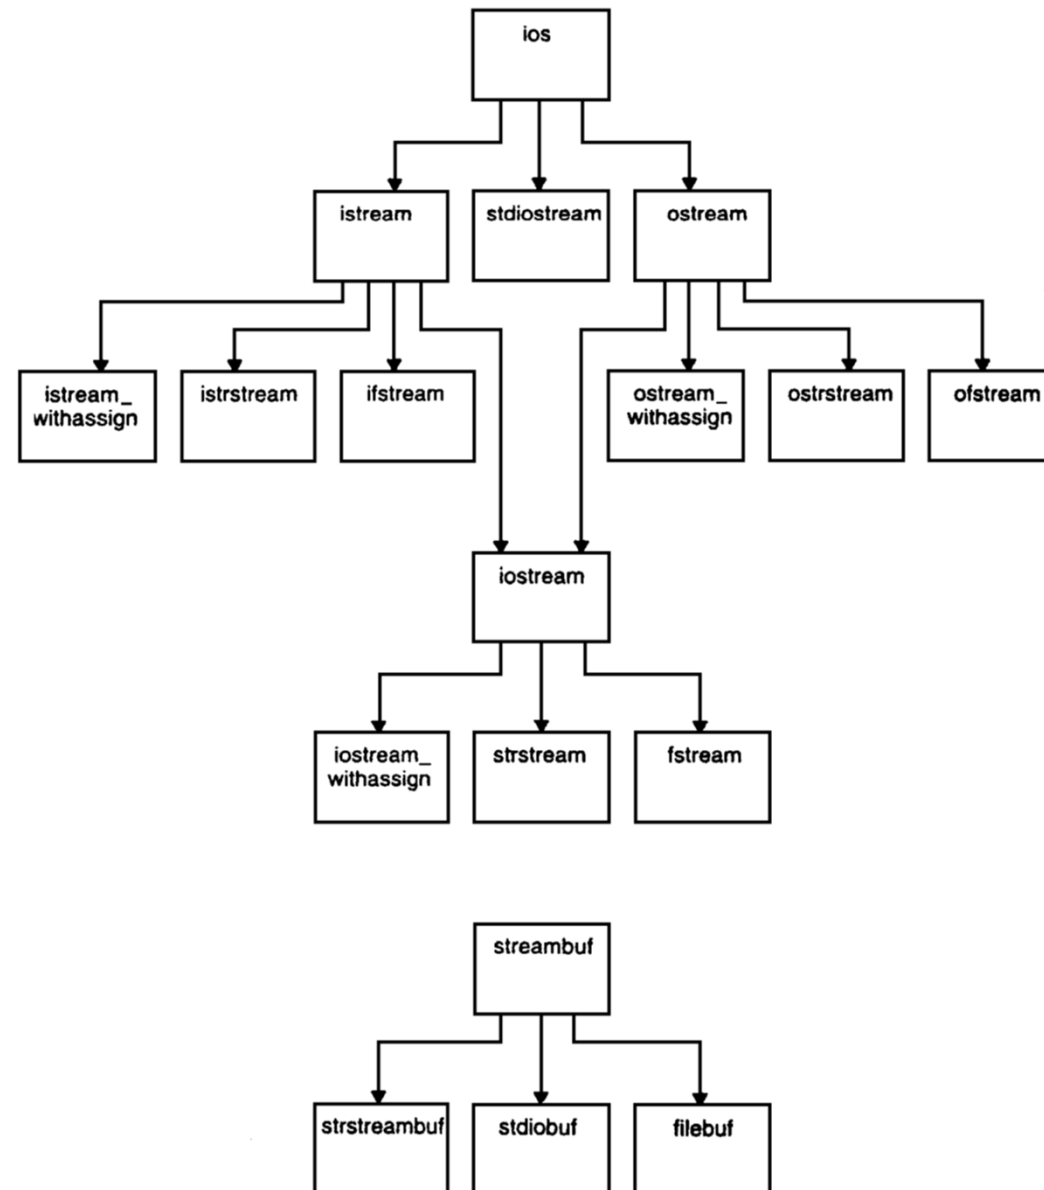 ios
istream
stdiostream
ostream
istream_
withassign
istrstream
ifstream
ostream_
withassign
ostrstream
ofstream
iostream
iostream_
withassign
strstream
fstream
streambuf
strstreambuf
stdiobuf
filebuf